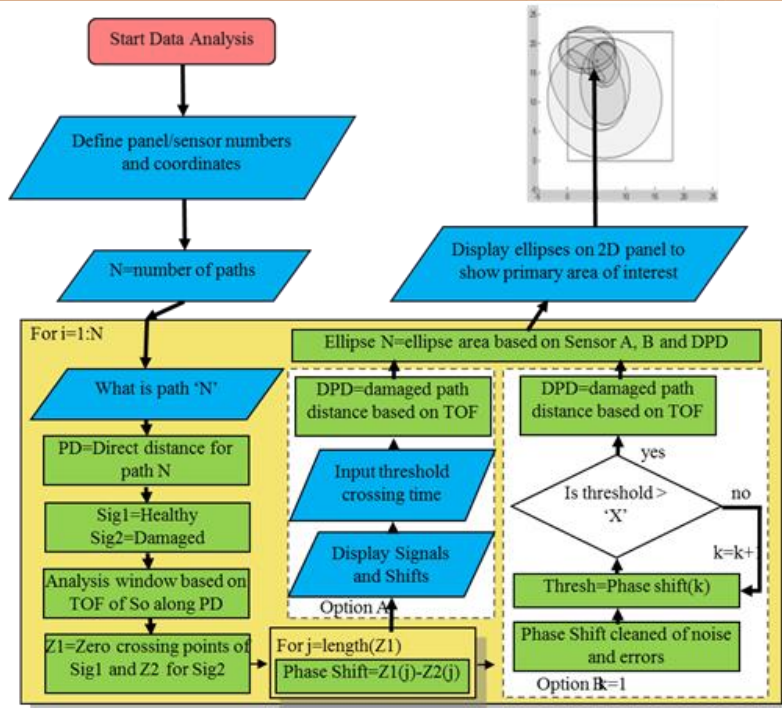 Start Data Analysis
Define panel/sensor numbers
and coordinates
N=number of paths
Display ellipses on 2D panel to
show primary area of interest
For i=1:N
Ellipse N=ellipse area based on Sensor A, B and DPD
What is path ‘N’
PD=Direct distance for
path N
Sig1=Healthy
Sig2=Damaged
Analysis window based on
TOF of So along PD
Z1=Zero crossing points of
Sig1 and Z2 for Sig2
For j=length(Z1)
Phase Shift=Z1(j)-Z2(j)
DPD=damaged path
distance based on TOF
Input threshold
crossing time
Display Signals
and Shifts
Option A
DPD=damaged path
distance based on TOF
yes
Is threshold >
‘X’
no
k=k+
Thresh=Phase shift(k)
Phase Shift cleaned of noise
and errors
Option B
k=1